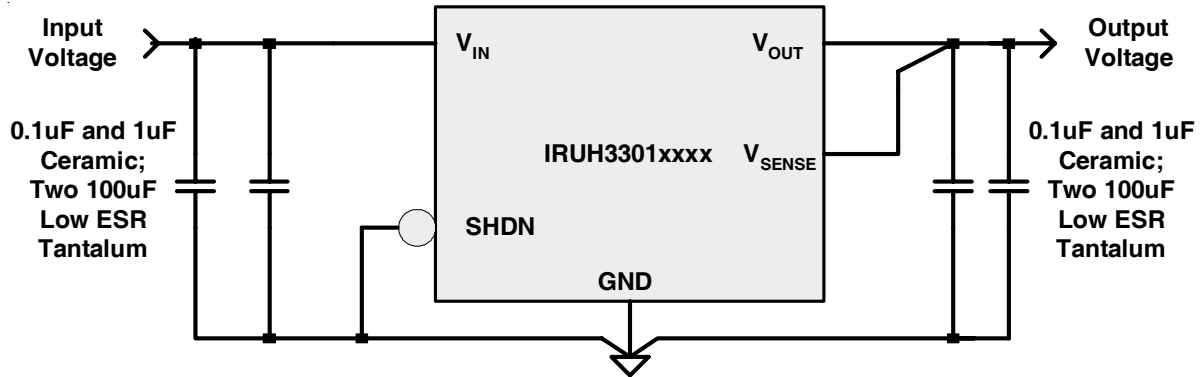 Input
Voltage
0.1uF and 1uF
Ceramic;
Two 100uF
Low ESR
Tantalum
VIN
VOUT
IRUH3301xxxx
VSENSE
SHDN
GND
Output
Voltage
0.1uF and 1uF
Ceramic;
Two 100uF
Low ESR
Tantalum